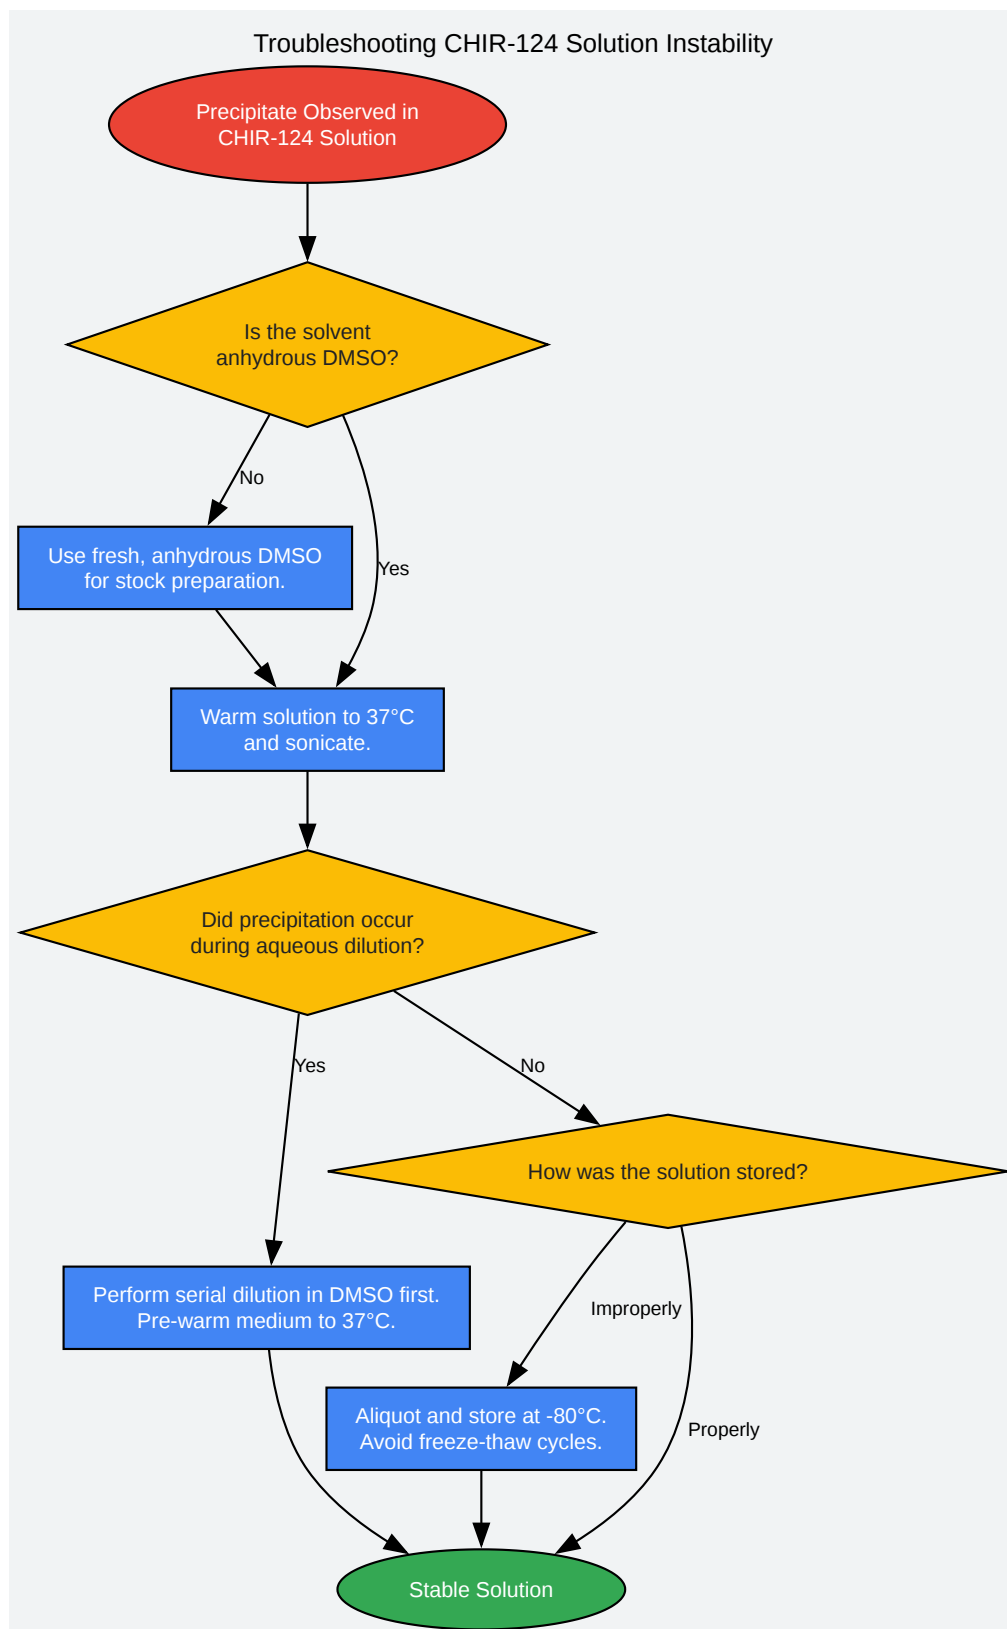 Troubleshooting CHIR-124 Solution Instability
Precipitate Observed in
CHIR-124 Solution
Is the solvent
anhydrous DMSO?
No
Use fresh, anhydrous DMSO
for stock preparation.
Yes
Warm solution to 37°C
and sonicate.
Did precipitation occur
during aqueous dilution?
Yes
No
How was the solution stored?
Perform serial dilution in DMSO first.
Pre-warm medium to 37°C.
Improperly
Aliquot and store at -80°C.
Avoid freeze-thaw cycles.
Properly
Stable Solution